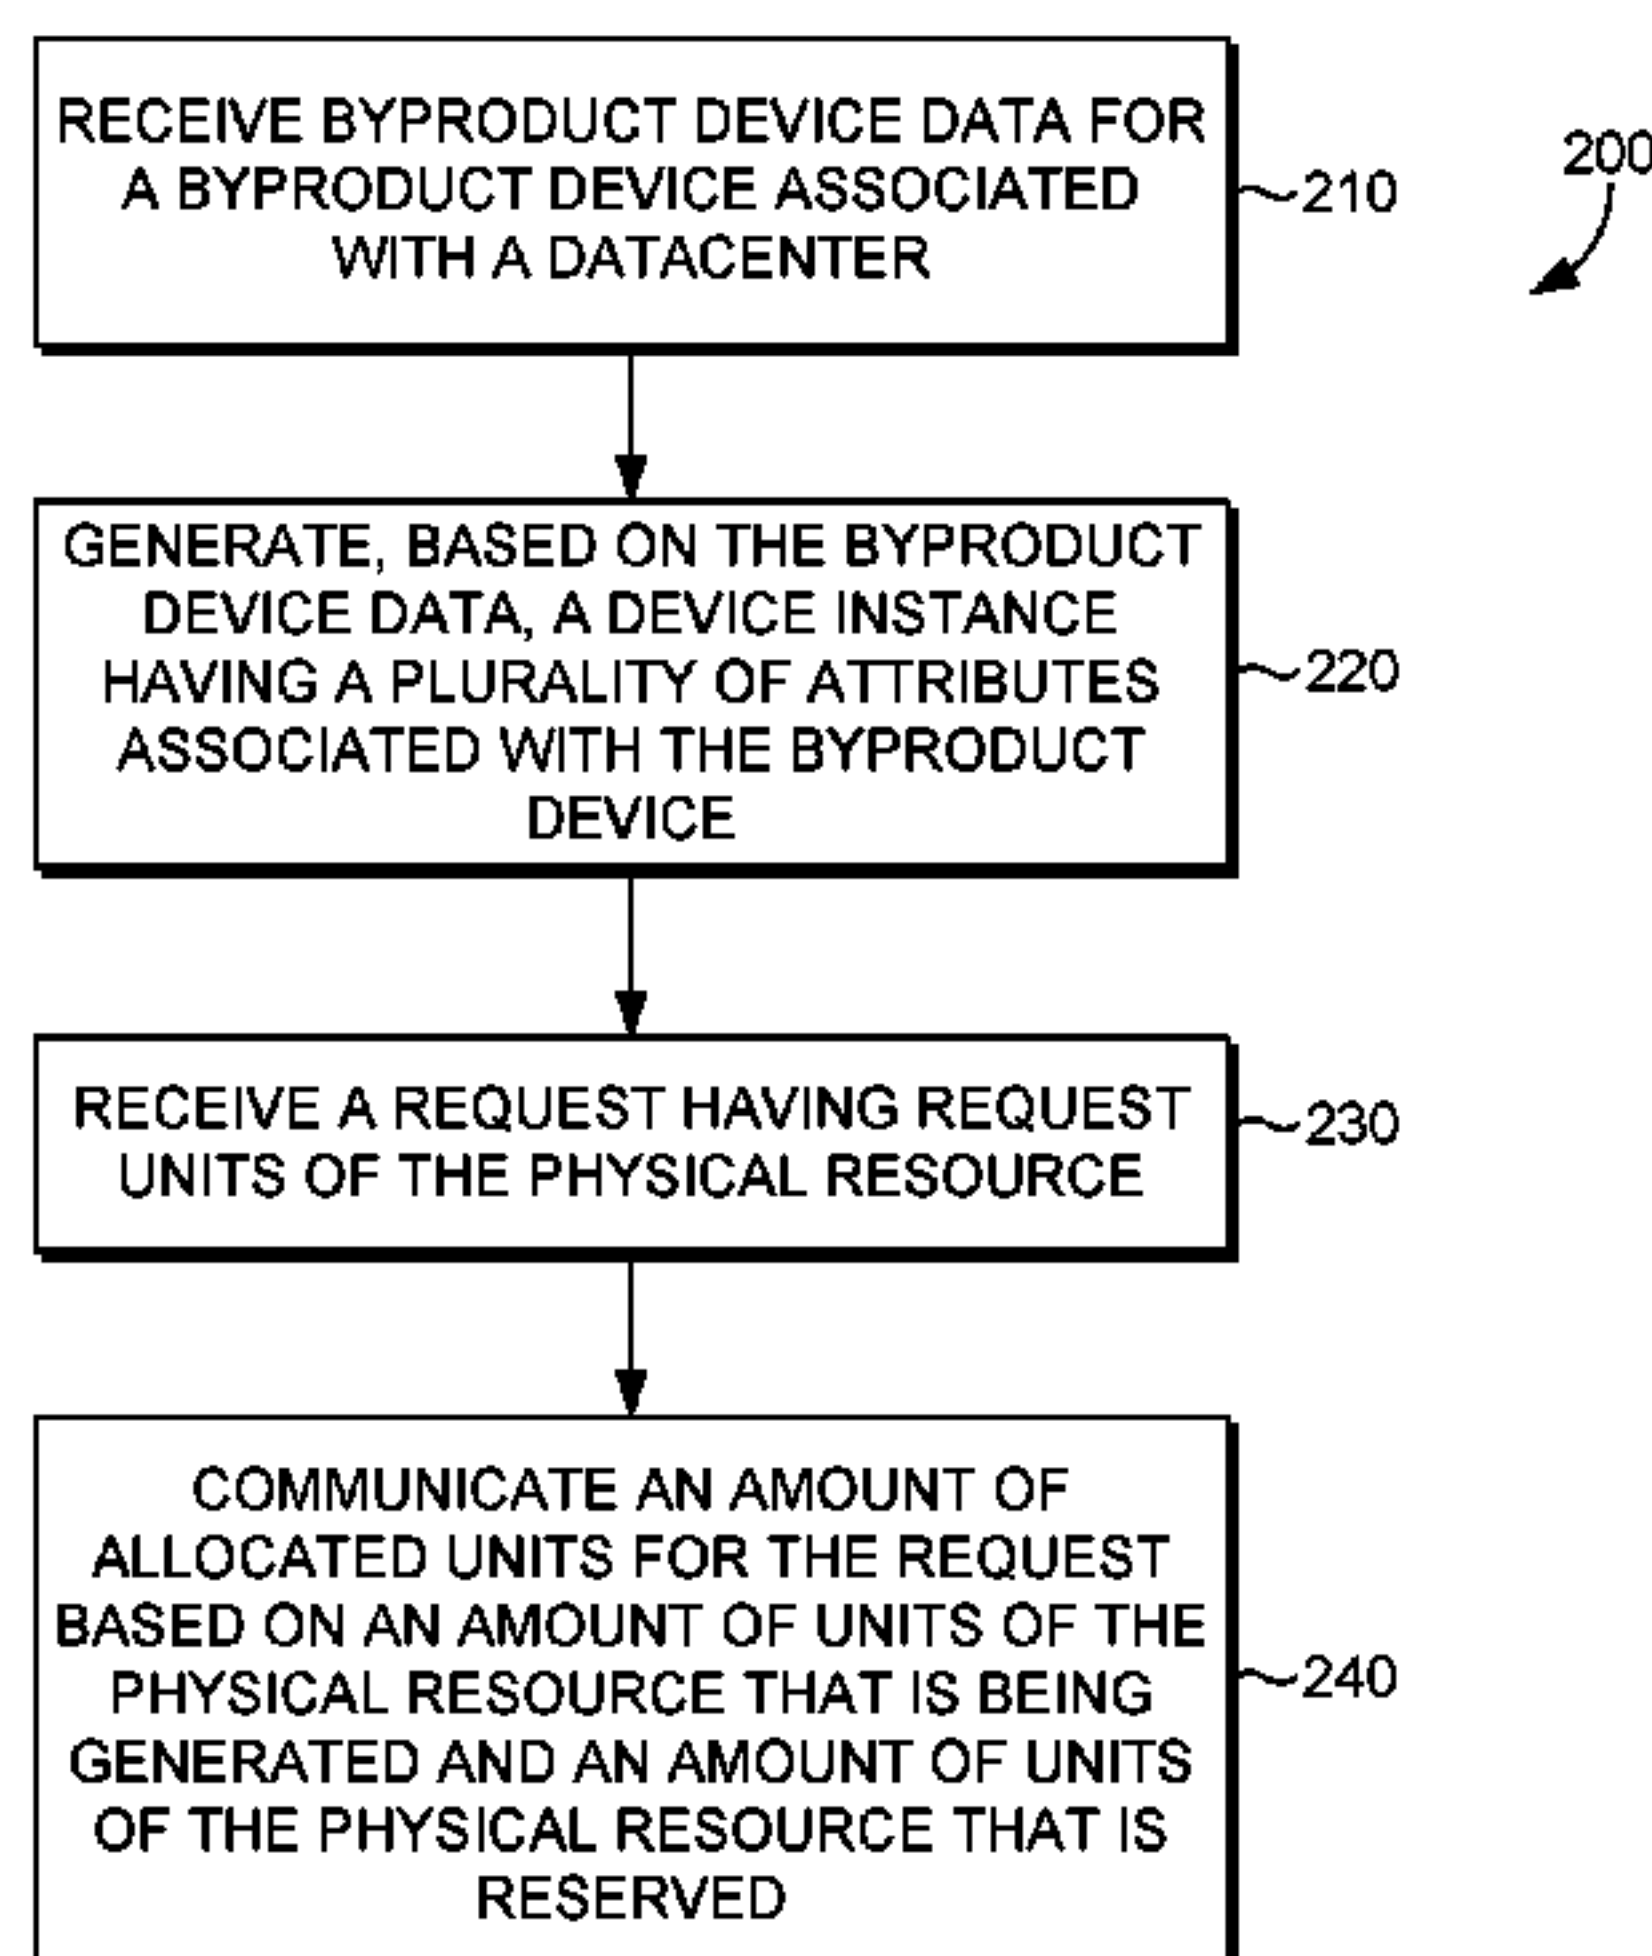 RECEIVE BYPRODUCT DEVICE DATA FOR
A BYPRODUCT DEVICE ASSOCIATED
WITH A DATACENTER
210
200
GENERATE, BASED ON THE BYPRODUCT
DEVICE DATA, A DEVICE INSTANCE
HAVING A PLURALITY OF ATTRIBUTES
ASSOCIATED WITH THE BYPRODUCT
DEVICE
220
RECEIVE A REQUEST HAVING REQUEST
UNITS OF THE PHYSICAL RESOURCE
230
COMMUNICATE AN AMOUNT OF
ALLOCATED UNITS FOR THE REQUEST
BASED ON AN AMOUNT OF UNITS OF THE
PHYSICAL RESOURCE THAT IS BEING
GENERATED AND AN AMOUNT OF UNITS
OF THE PHYSICAL RESOURCE THAT IS
RESERVED
240